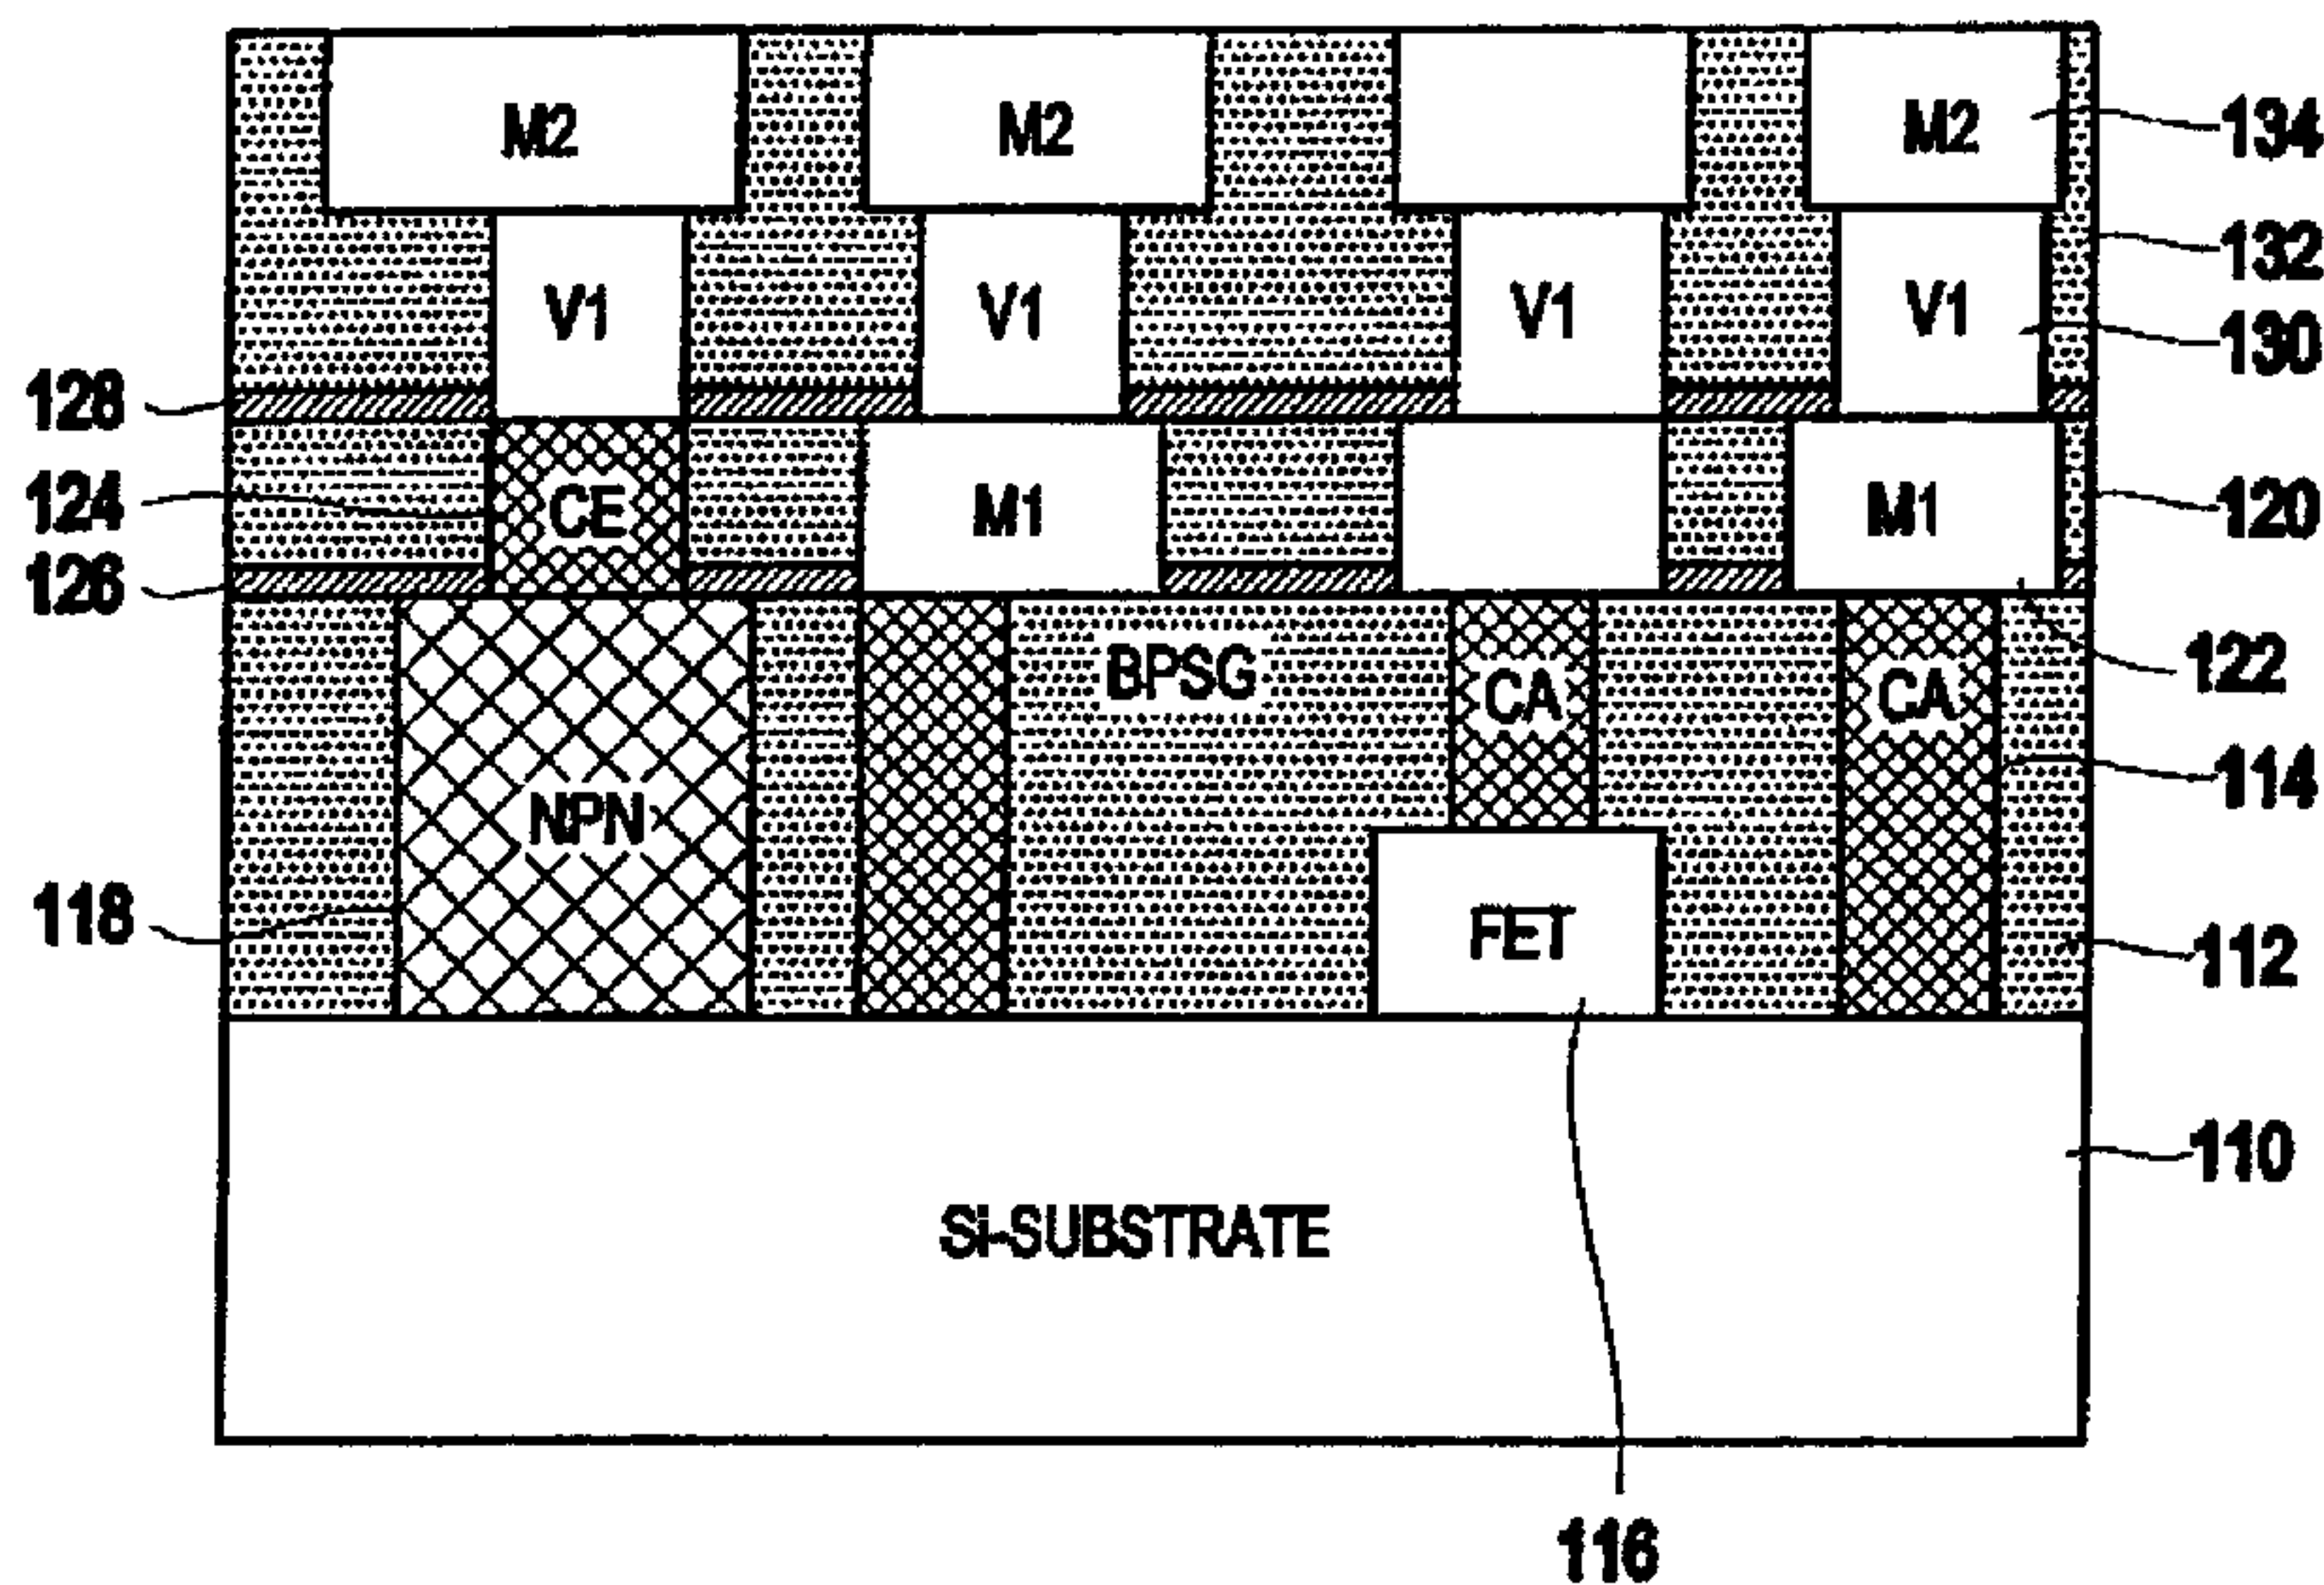 M2 M2 M2 134
132
V1 V1 V1 V1 130
128
124 CE M1 M1 120
126
BPSG CA CA 122
114
NPN
118 FET 112
110
Si-SUBSTRATE
116